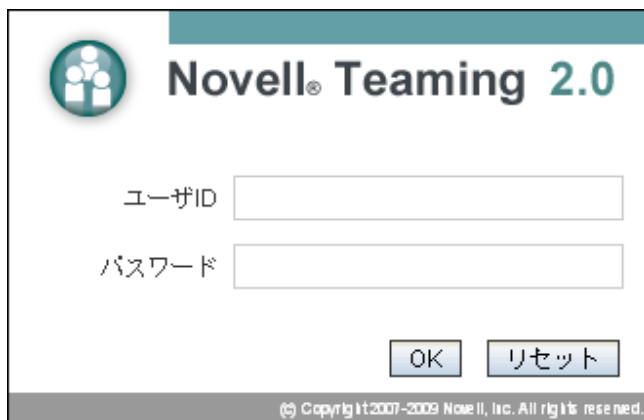 Novell® Teaming 2.0
ユーザID
パスワード
OK リセット
(c) Copyright 2007-2009 Novell, Inc. All rights reserved.